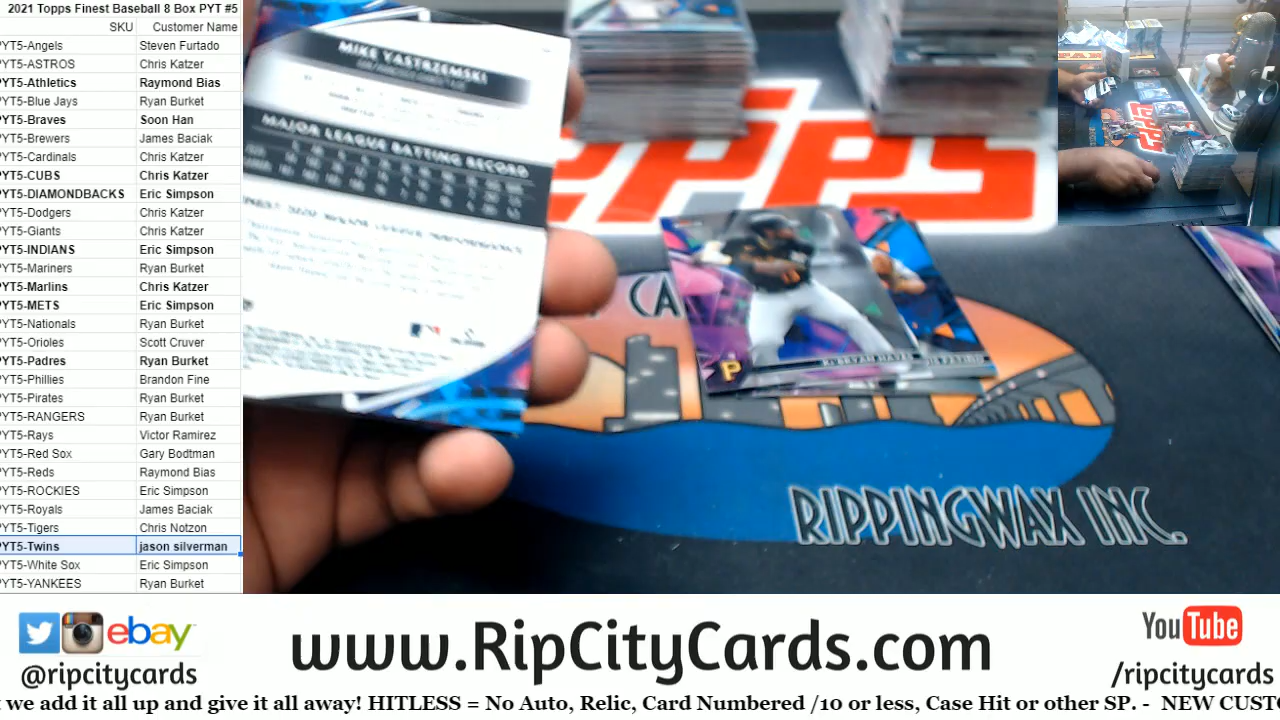 2021 Topps Finest Baseball 8 Box PYT #5
SKU Customer Name
PYT5-Angels Steven Furtado
PYT5-ASTROS Chris Katzer
PYT5-Athletics Raymond Bias
PYT5-Blue Jays Ryan Burket
PYT5-Braves Soon Han
PYT5-Brewers James Baciak
PYT5-Cardinals Chris Katzer
PYT5-CUBS Chris Katzer
PYT5-DIAMONDBACKS Eric Simpson
PYT5-Dodgers Chris Katzer
PYT5-Giants Chris Katzer
PYT5-INDIANS Eric Simpson
PYT5-Mariners Ryan Burket
PYT5-Marlins Chris Katzer
PYT5-METS Eric Simpson
PYT5-Nationals Ryan Burket
PYT5-Orioles Scott Cruver
PYT5-Padres Ryan Burket
PYT5-Phillies Brandon Fine
PYT5-Pirates Ryan Burket
PYT5-RANGERS Ryan Burket
PYT5-Rays Victor Ramirez
PYT5-Red Sox Gary Bodtman
PYT5-Reds Raymond Bias
PYT5-ROCKIES Eric Simpson
PYT5-Royals James Baciak
PYT5-Tigers Chris Notzon
PYT5-Twins jason silverman
PYT5-White Sox Eric Simpson
PYT5-YANKEES Ryan Burket
MIKE YASTRZEMSKI
MAJOR LEAGUE BATTING RECORD
CA
P
BRYAN HAYES
RIPPINGWAX INC.
ebay
@ripcitycards
www.RipCityCards.com
YouTube
/ripcitycards
we add it all up and give it all away! HITLESS = No Auto, Relic, Card Numbered /10 or less, Case Hit or other SP. - NEW CUST